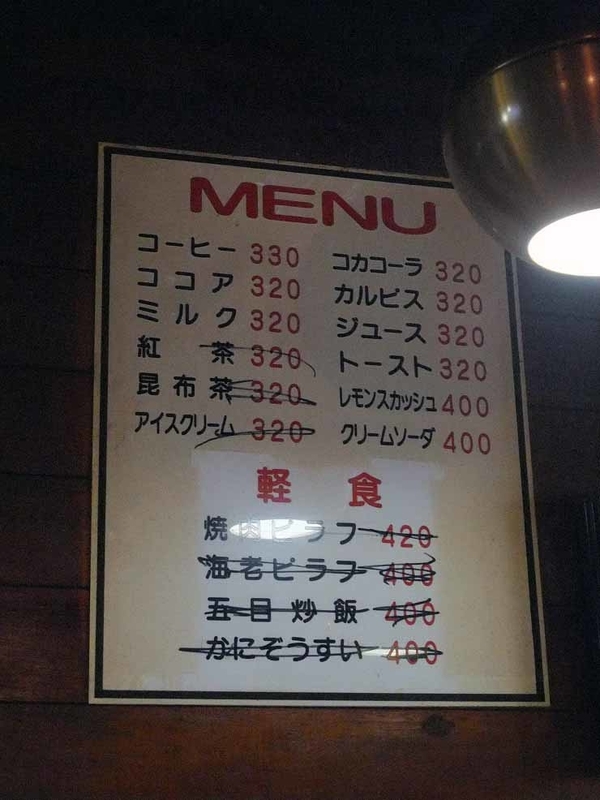 MENU
コーヒー 330
ココア 320
ミルク 320
紅茶 320
昆布茶 320
アイスクリーム 320
コカコーラ 320
カルピス 320
ジュース 320
トースト 320
レモンスカッシュ 400
クリームソーダ 400
軽食
焼肉ピラフ 420
海老ピラフ 400
五目炒飯 400
かにぞうすい 400